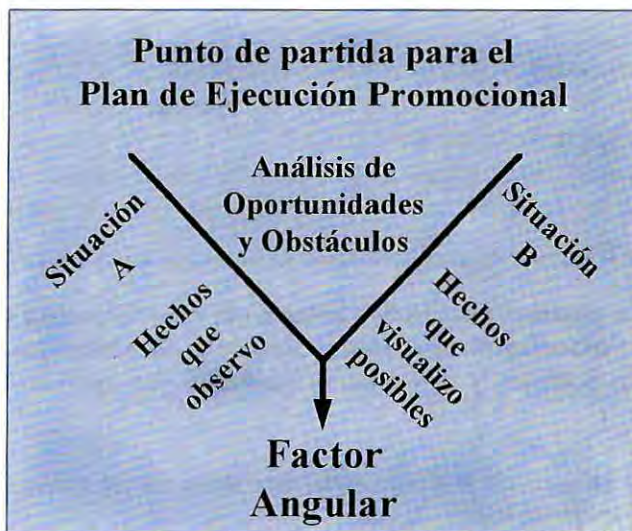 Punto de partida para el
Plan de Ejecución Promocional
Análisis de
Oportunidades
y Obstáculos
Situación
A
Hechos
que
observo
Situación
B
Hechos
que
visualizo
posibles
Factor
Angular